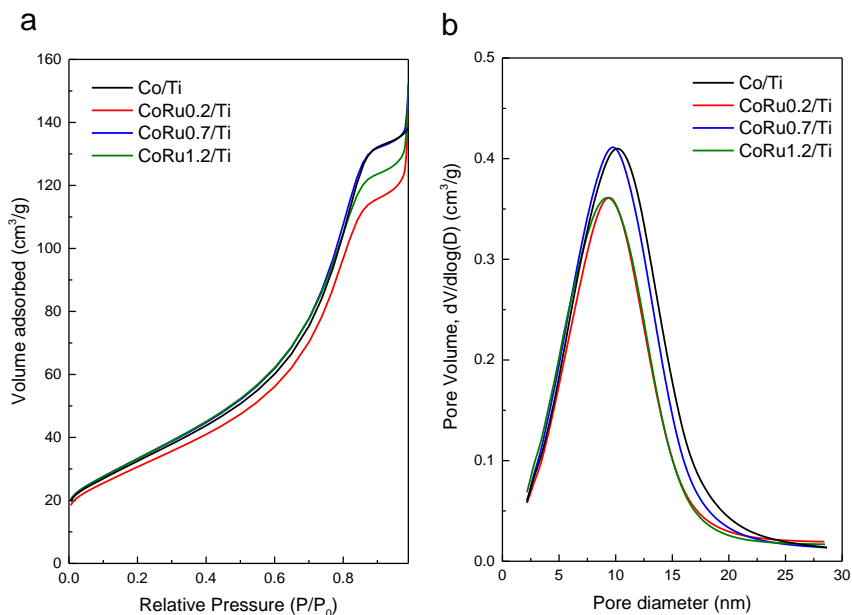 a
160
140
120
100
80
60
40
20
0
0.0
0.2
0.4
0.6
0.8
Volume adsorbed (cm³/g)
Relative Pressure (P/P₀)
Co/Ti
CoRu0.2/Ti
CoRu0.7/Ti
CoRu1.2/Ti
b
0.5
0.4
0.3
0.2
0.1
0.0
0
5
10
15
20
25
30
Pore Volume, dV/dlog(D) (cm³/g)
Pore diameter (nm)
Co/Ti
CoRu0.2/Ti
CoRu0.7/Ti
CoRu1.2/Ti